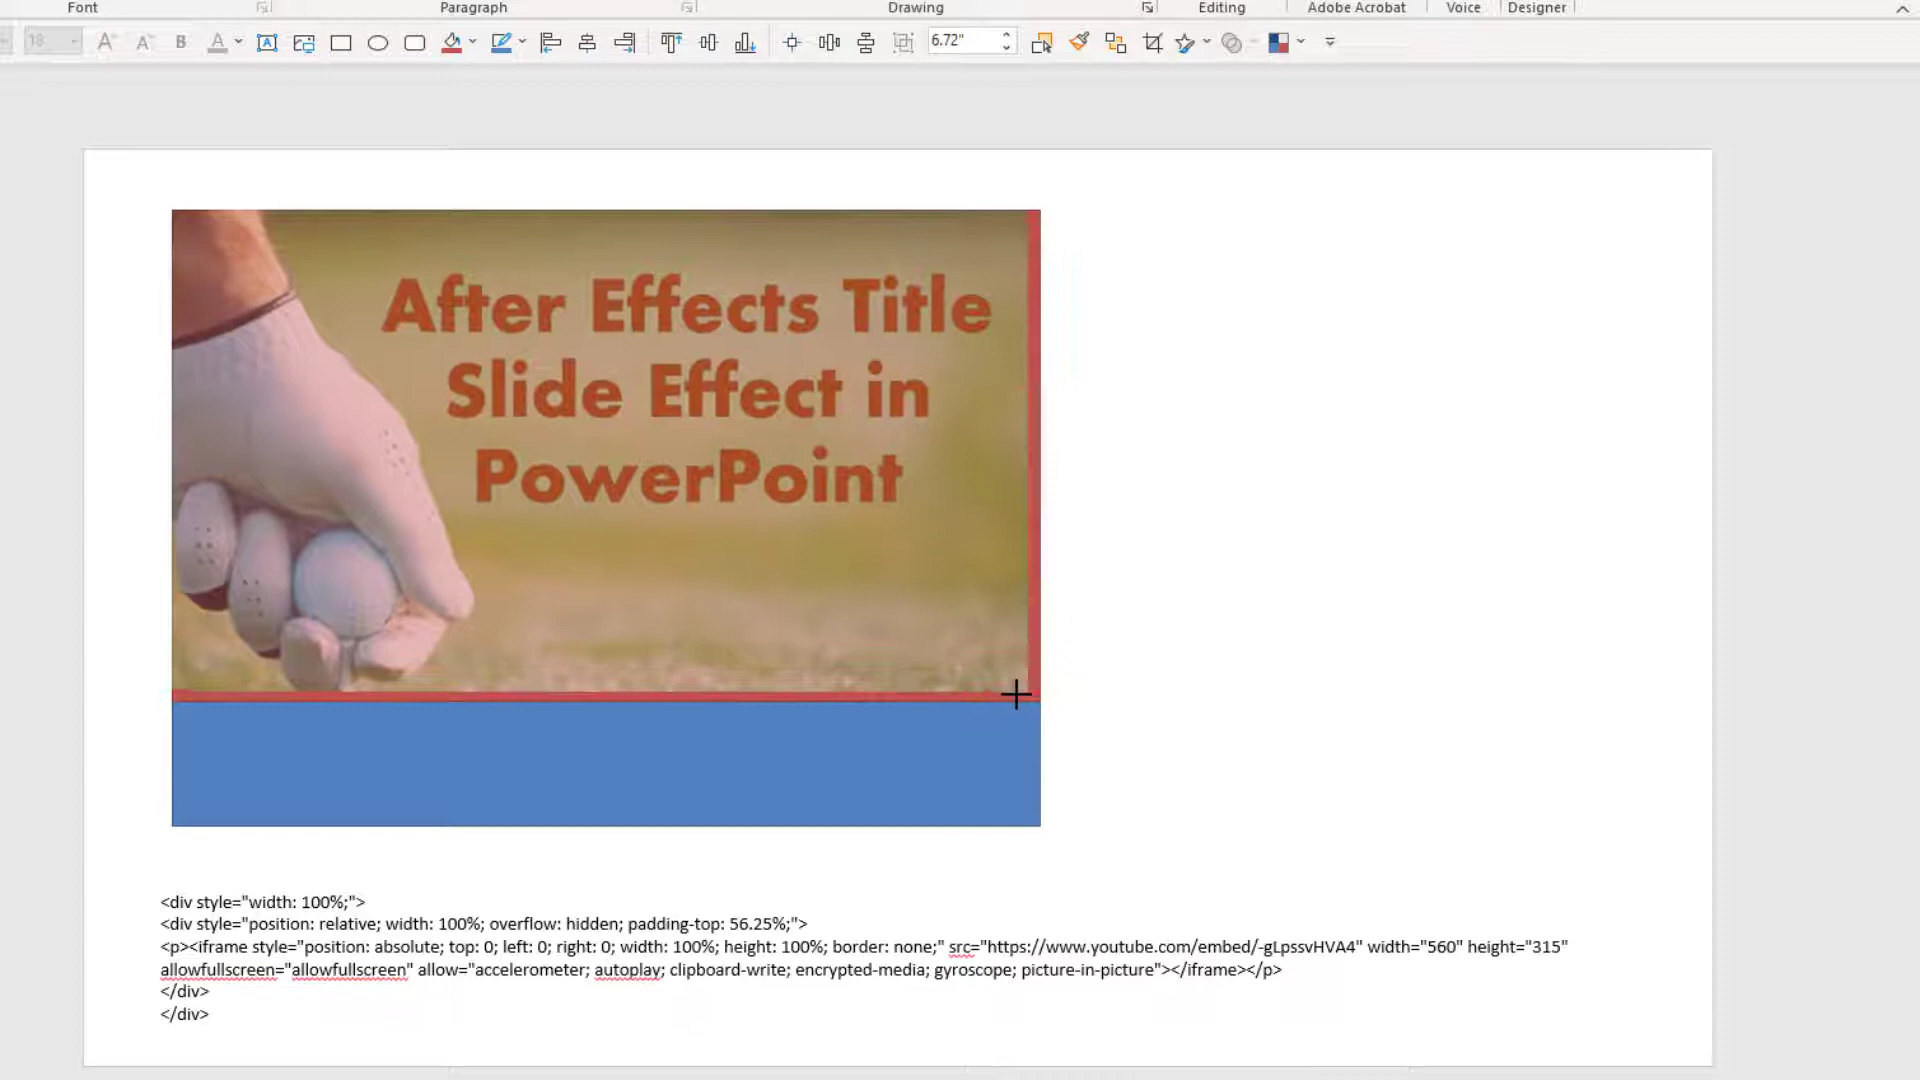 Font
Paragraph
Drawing
Editing
Adobe Acrobat
Voice
Designer
18
A
A
B
A
A
6.72"
After Effects Title
Slide Effect in
PowerPoint
<div style="width: 100%;">
<div style="position: relative; width: 100%; overflow: hidden; padding-top: 56.25%;">
<p><iframe style="position: absolute; top: 0; left: 0; right: 0; width: 100%; height: 100%; border: none;" src="https://www.youtube.com/embed/-gLpssvHVA4" width="560" height="315"
allowfullscreen="allowfullscreen" allow="accelerometer; autoplay; clipboard-write; encrypted-media; gyroscope; picture-in-picture"></iframe></p>
</div>
</div>